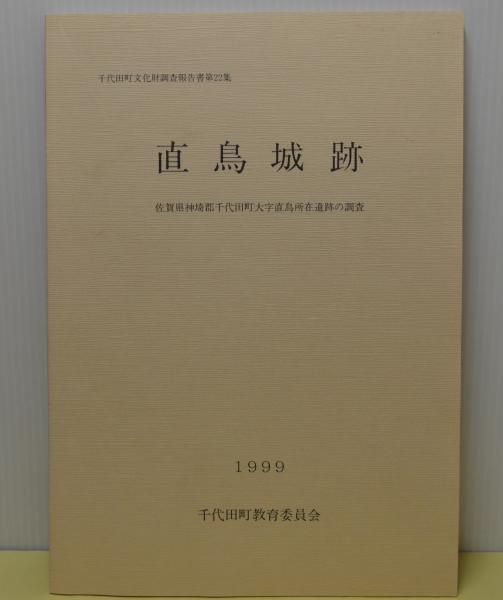 千代田町文化財調査報告書第22集
直鳥城跡
佐賀県神埼郡千代田町大字直鳥所在遺跡の調査
1999
千代田町教育委員会